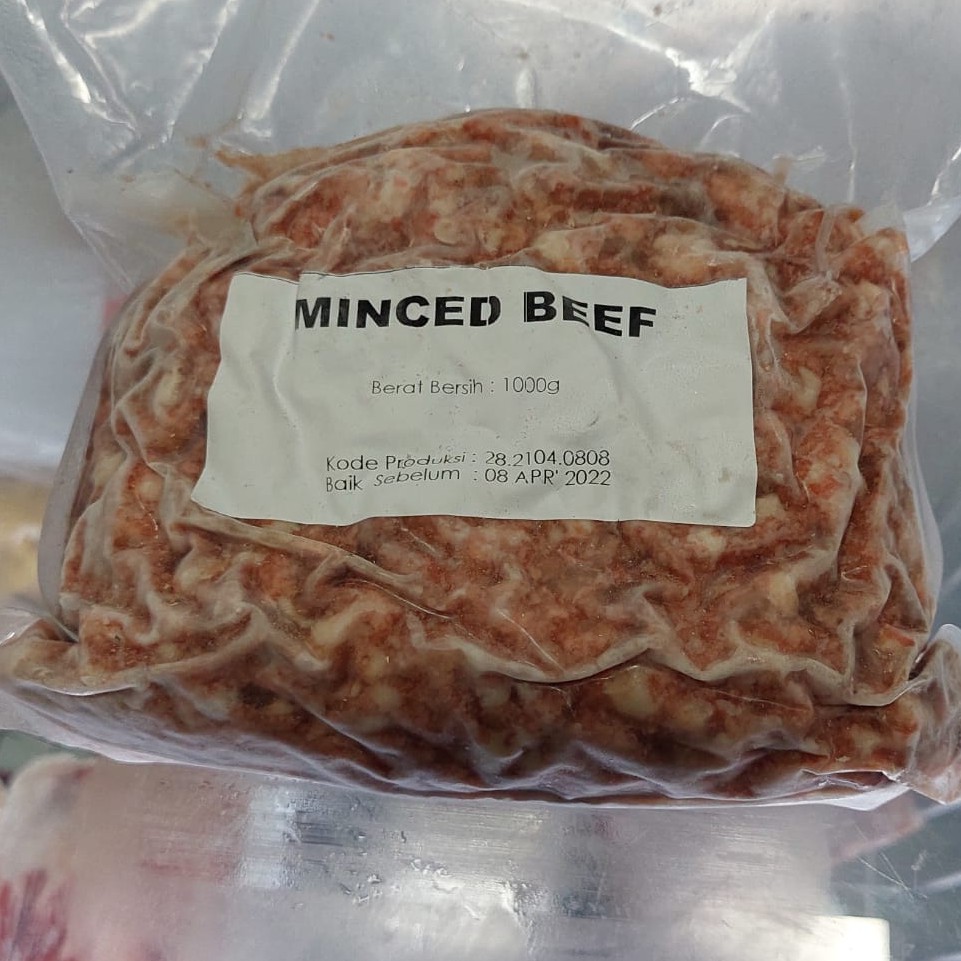 MINCED BEEF
Berat Bersih : 1000g
Kode Produksi : 28.2104.0808
Baik Sebelum : 08 APR' 2022